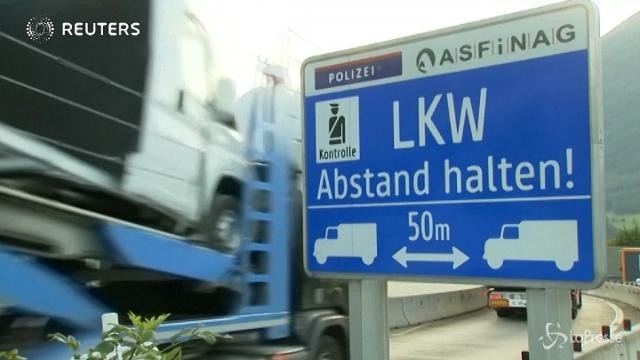 REUTERS
POLIZEI
ASFiNAG
LKW
Kontrolle
Abstand halten!
50m
LaPresse